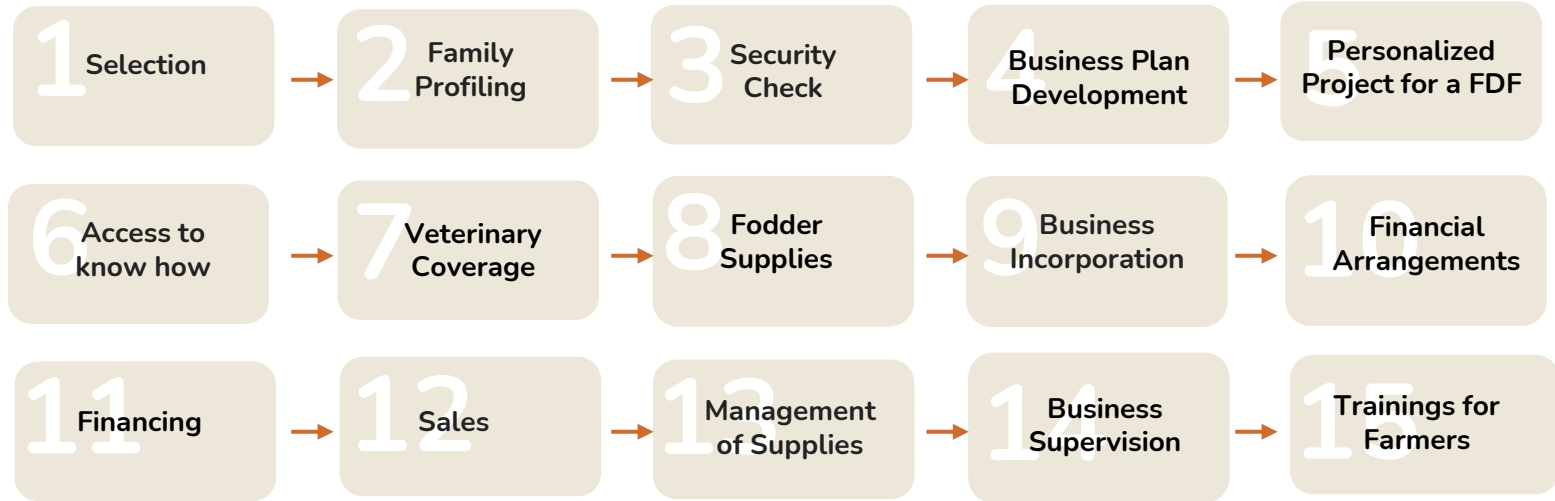 1
Selection
2
Family
Profiling
3
Security
Check
4
Business Plan
Development
5
Personalized
Project for a FDF
6
Access to
know how
7
Veterinary
Coverage
8
Fodder
Supplies
9
Business
Incorporation
10
Financial
Arrangements
11
Financing
12
Sales
13
Management
of Supplies
14
Business
Supervision
15
Trainings for
Farmers